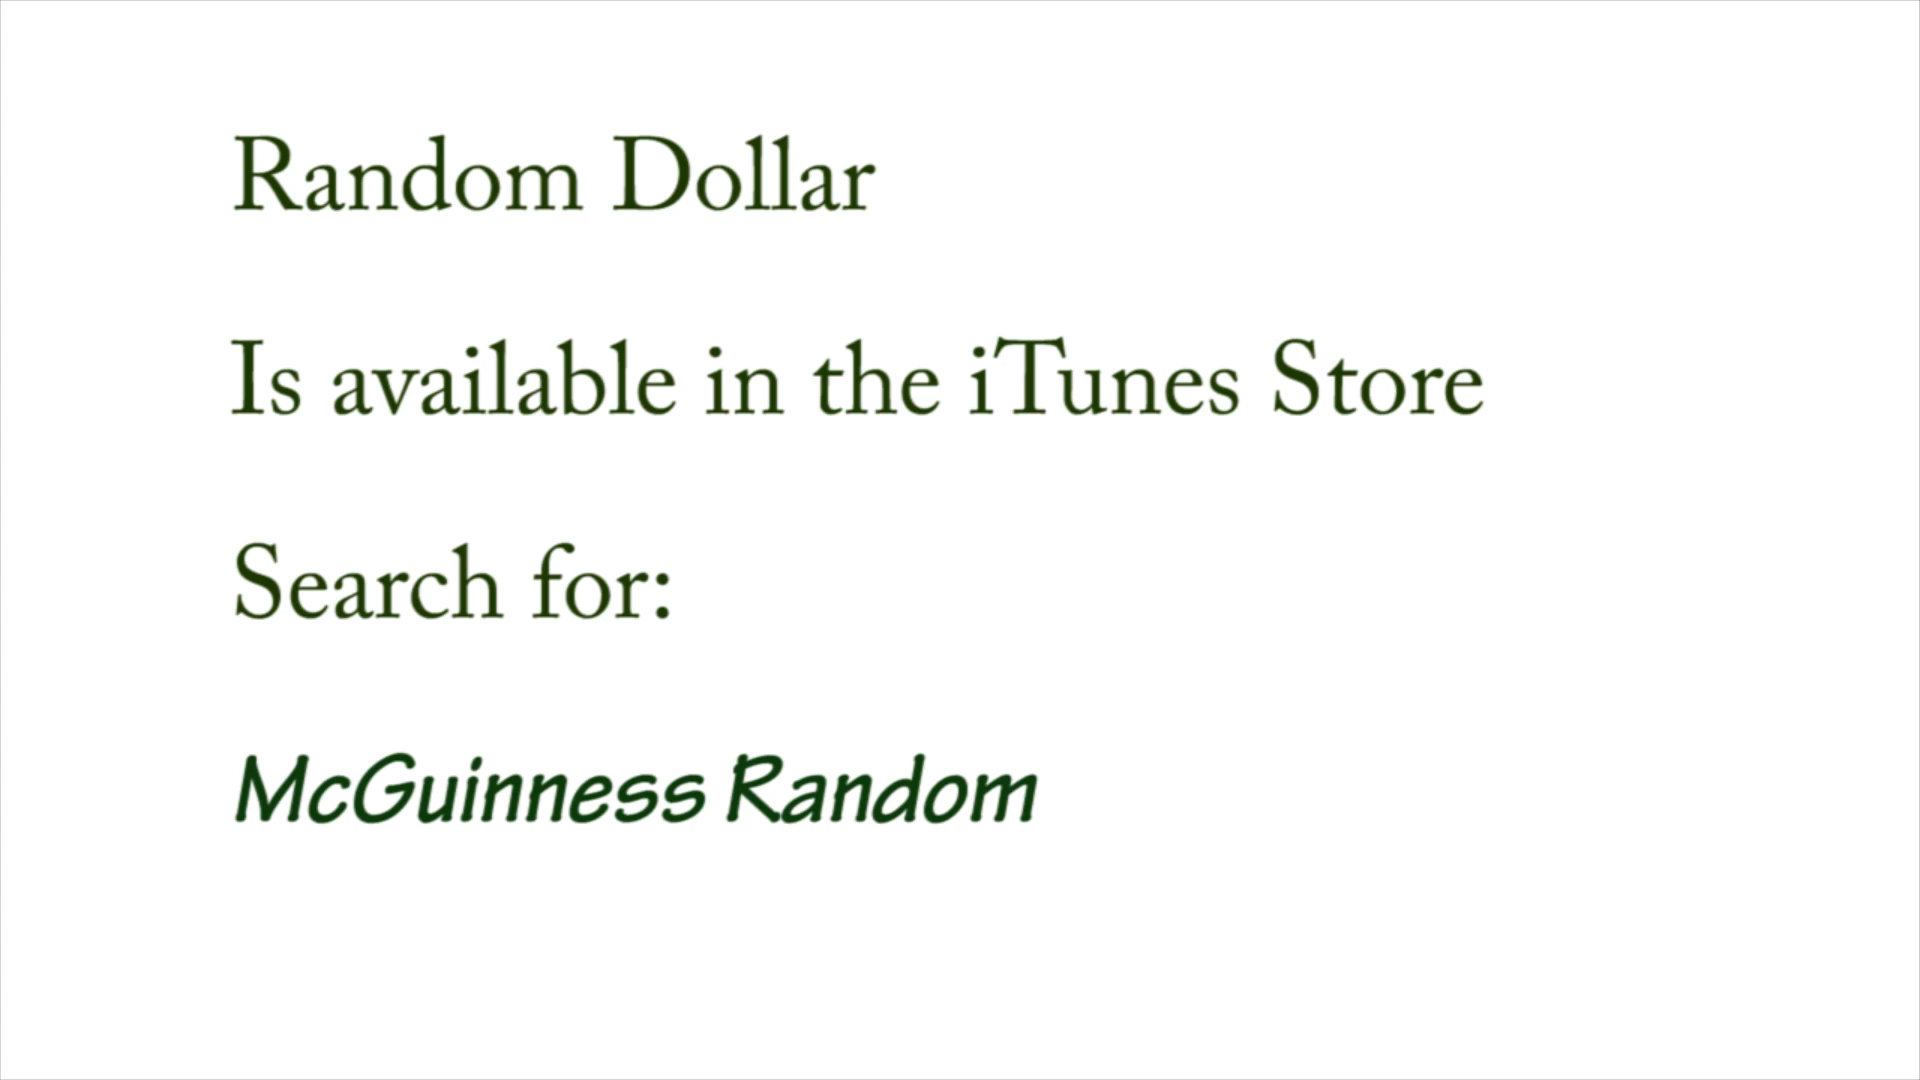 Random Dollar
Is available in the iTunes Store
Search for:
McGuinness Random